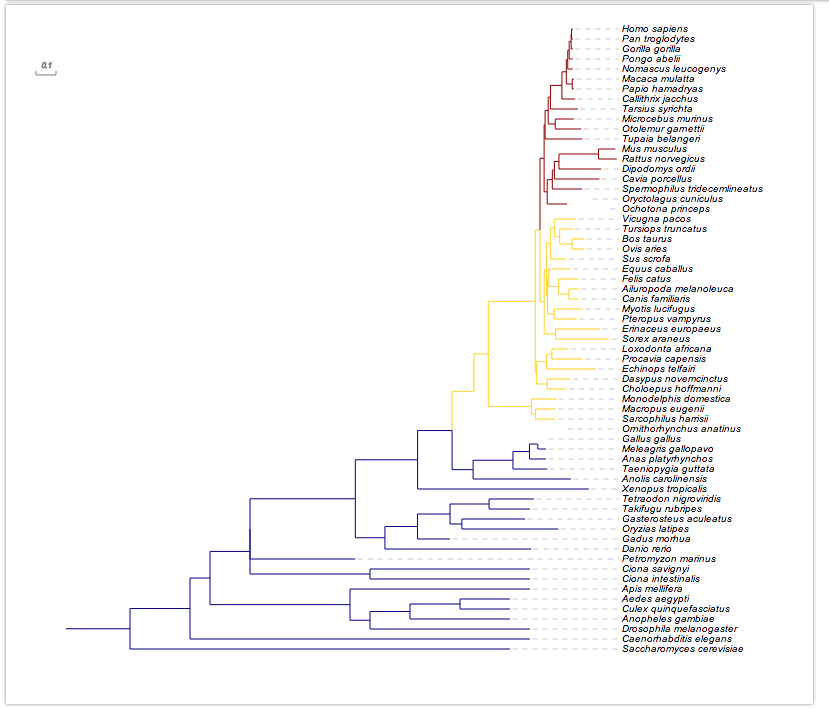 Homo sapiens
Pan troglodytes
Gorilla gorilla
Pongo abelii
0.1
Nomascus leucogenys
Macaca mulatta
Papio hamadryas
Callithrix jacchus
Tarsius syrichta
Microcebus murinus
Otolemur garnettii
Tupaia belangeri
Mus musculus
Rattus norvegicus
Dipodomys ordii
Cavia porcellus
Spermophilus tridecemlineatus
Oryctolagus cuniculus
Ochotona princeps
Vicugna pacos
Tursiops truncatus
Bos taurus
Ovis aries
Sus scrofa
Equus caballus
Felis catus
Ailuropoda melanoleuca
Canis familiaris
Myotis lucifugus
Pteropus vampyrus
Erinaceus europaeus
Sorex araneus
Loxodonta africana
Procavia capensis
Echinops telfairi
Dasypus novemcinctus
Choloepus hoffmanni
Monodelphis domestica
Macropus eugenii
Sarcophilus harrisii
Ornithorhynchus anatinus
Gallus gallus
Meleagris gallopavo
Anas platyrhynchos
Taeniopygia guttata
Anolis carolinensis
Xenopus tropicalis
Tetraodon nigroviridis
Takifugu rubripes
Gasterosteus aculeatus
Oryzias latipes
Gadus morhua
Danio rerio
Petromyzon marinus
Ciona savignyi
Ciona intestinalis
Apis mellifera
Aedes aegypti
Culex quinquefasciatus
Anopheles gambiae
Drosophila melanogaster
Caenorhabditis elegans
Saccharomyces cerevisiae